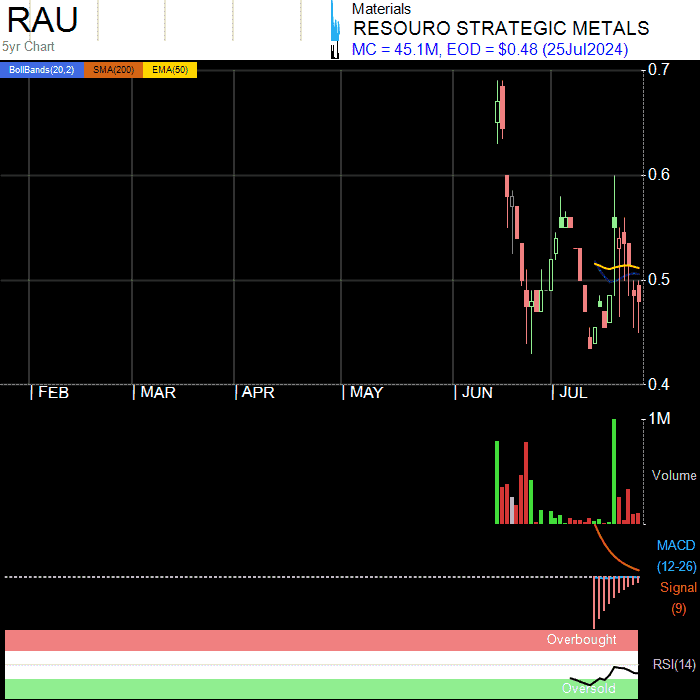 RAU
5yr Chart
Materials
RESOURO STRATEGIC METALS
MC = 45.1M, EOD = $0.48 (25Jul2024)
BollBands(20,2) SMA(200) EMA(50)
0.7
0.6
0.5
0.4
FEB MAR APR MAY JUN JUL
1M
Volume
MACD
(12-26)
Signal
(9)
Overbought
RSI(14)
Oversold